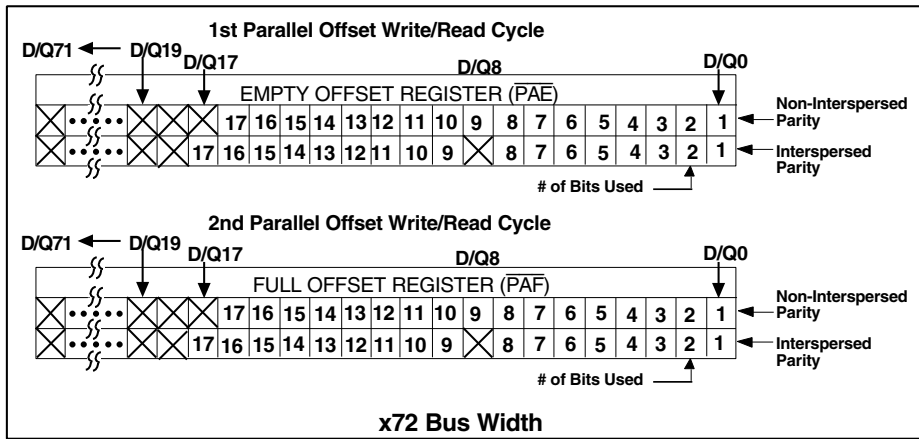 1st Parallel Offset Write/Read Cycle
D/Q71 D/Q19 D/Q17 D/Q8 D/Q0
EMPTY OFFSET REGISTER (PAE)
17 16 15 14 13 12 11 10 9 8 7 6 5 4 3 2 1 Non-Interspersed Parity
17 16 15 14 13 12 11 10 9 8 7 6 5 4 3 2 1 Interspersed Parity
# of Bits Used
2nd Parallel Offset Write/Read Cycle
D/Q71 D/Q19 D/Q17 D/Q8 D/Q0
FULL OFFSET REGISTER (PAF)
17 16 15 14 13 12 11 10 9 8 7 6 5 4 3 2 1 Non-Interspersed Parity
17 16 15 14 13 12 11 10 9 8 7 6 5 4 3 2 1 Interspersed Parity
# of Bits Used
x72 Bus Width